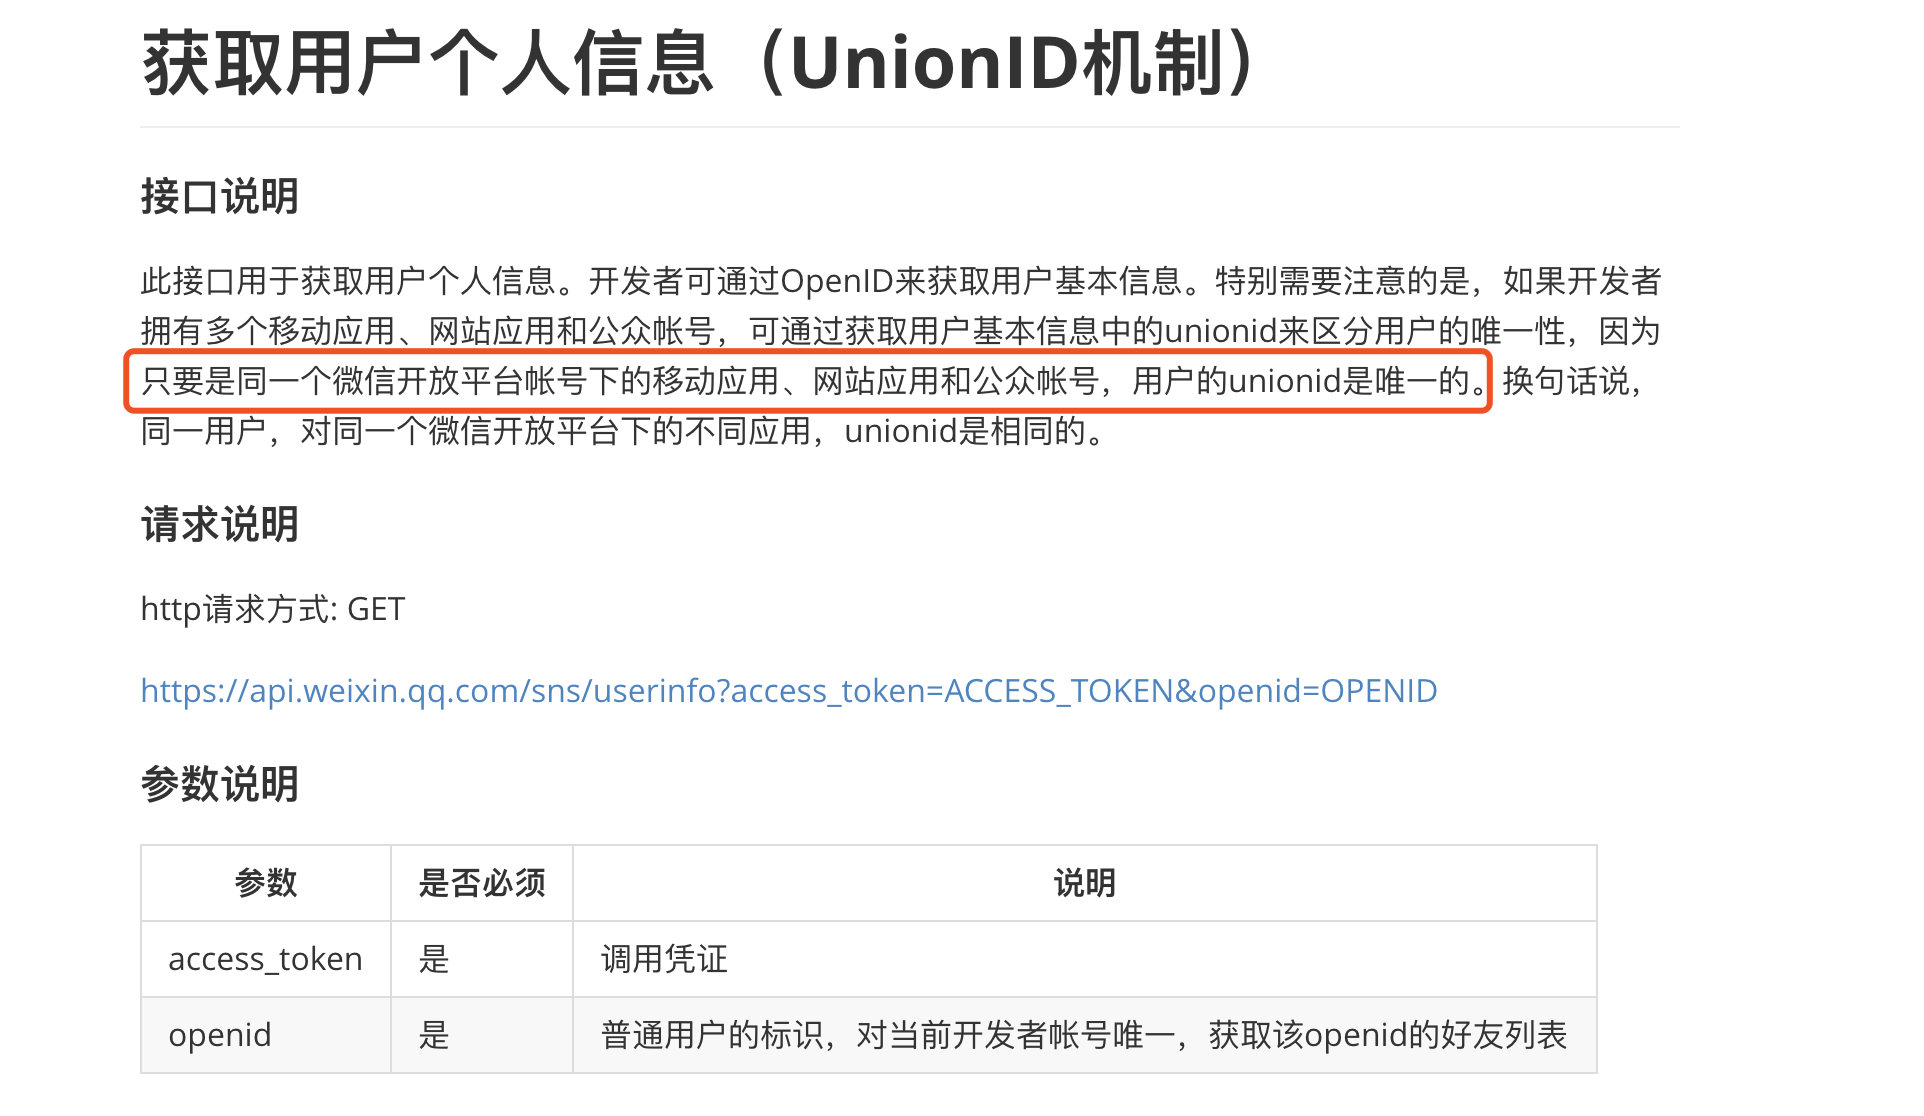 获取用户个人信息（UnionID机制）
接口说明
此接口用于获取用户个人信息。开发者可通过OpenID来获取用户基本信息。特别需要注意的是，如果开发者
拥有多个移动应用、网站应用和公众帐号，可通过获取用户基本信息中的unionid来区分用户的唯一性，因为
只要是同一个微信开放平台帐号下的移动应用、网站应用和公众帐号，用户的unionid是唯一的。换句话说，
同一用户，对同一个微信开放平台下的不同应用，unionid是相同的。
请求说明
http请求方式: GET
https://api.weixin.qq.com/sns/userinfo?access_token=ACCESS_TOKEN&openid=OPENID
参数说明
参数 是否必须 说明
access_token 是 调用凭证
openid 是 普通用户的标识，对当前开发者帐号唯一，获取该openid的好友列表